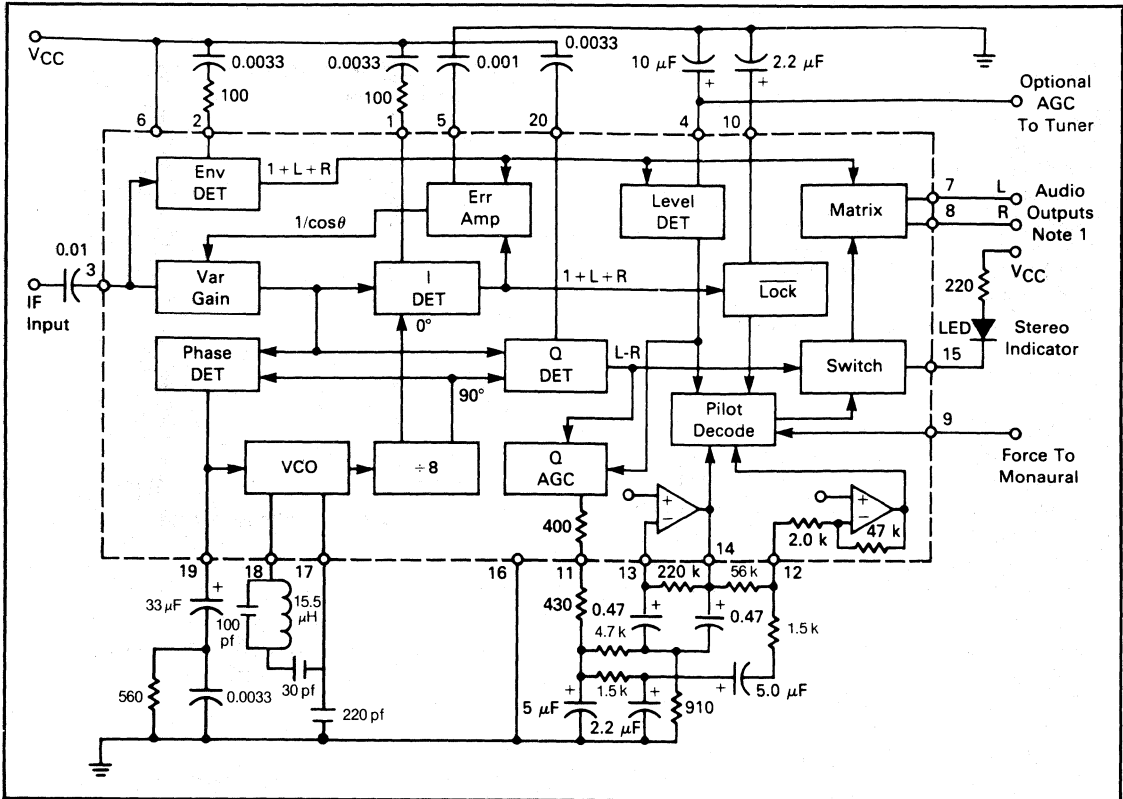 VCC
0.0033
0.0033
0.001
0.0033
10 μF
+
2.2 μF
+
100
100
Optional
AGC
To Tuner
6
2
1
5
20
4
10
Env
DET
1 + L + R
Err
Amp
Level
DET
Matrix
7
L
8
R
Audio
Outputs
Note 1
1/cosθ
0.01
3
IF
Input
Var
Gain
I
DET
0°
1 + L + R
Lock
VCC
220
LED
Stereo
Indicator
15
Phase
DET
Q
DET
L-R
Switch
90°
Pilot
Decode
9
Force To
Monaural
VCO
÷8
Q
AGC
+
−
+
−
400
2.0 k
47 k
19
18
17
16
11
13
14
12
220 k
56 k
33 μF
+
100
pf
15.5
μH
430
0.47
+
+
0.47
4.7 k
1.5 k
560
0.0033
30 pf
220 pf
1.5 k
+
5 μF
+
2.2 μF
910
+
5.0 μF